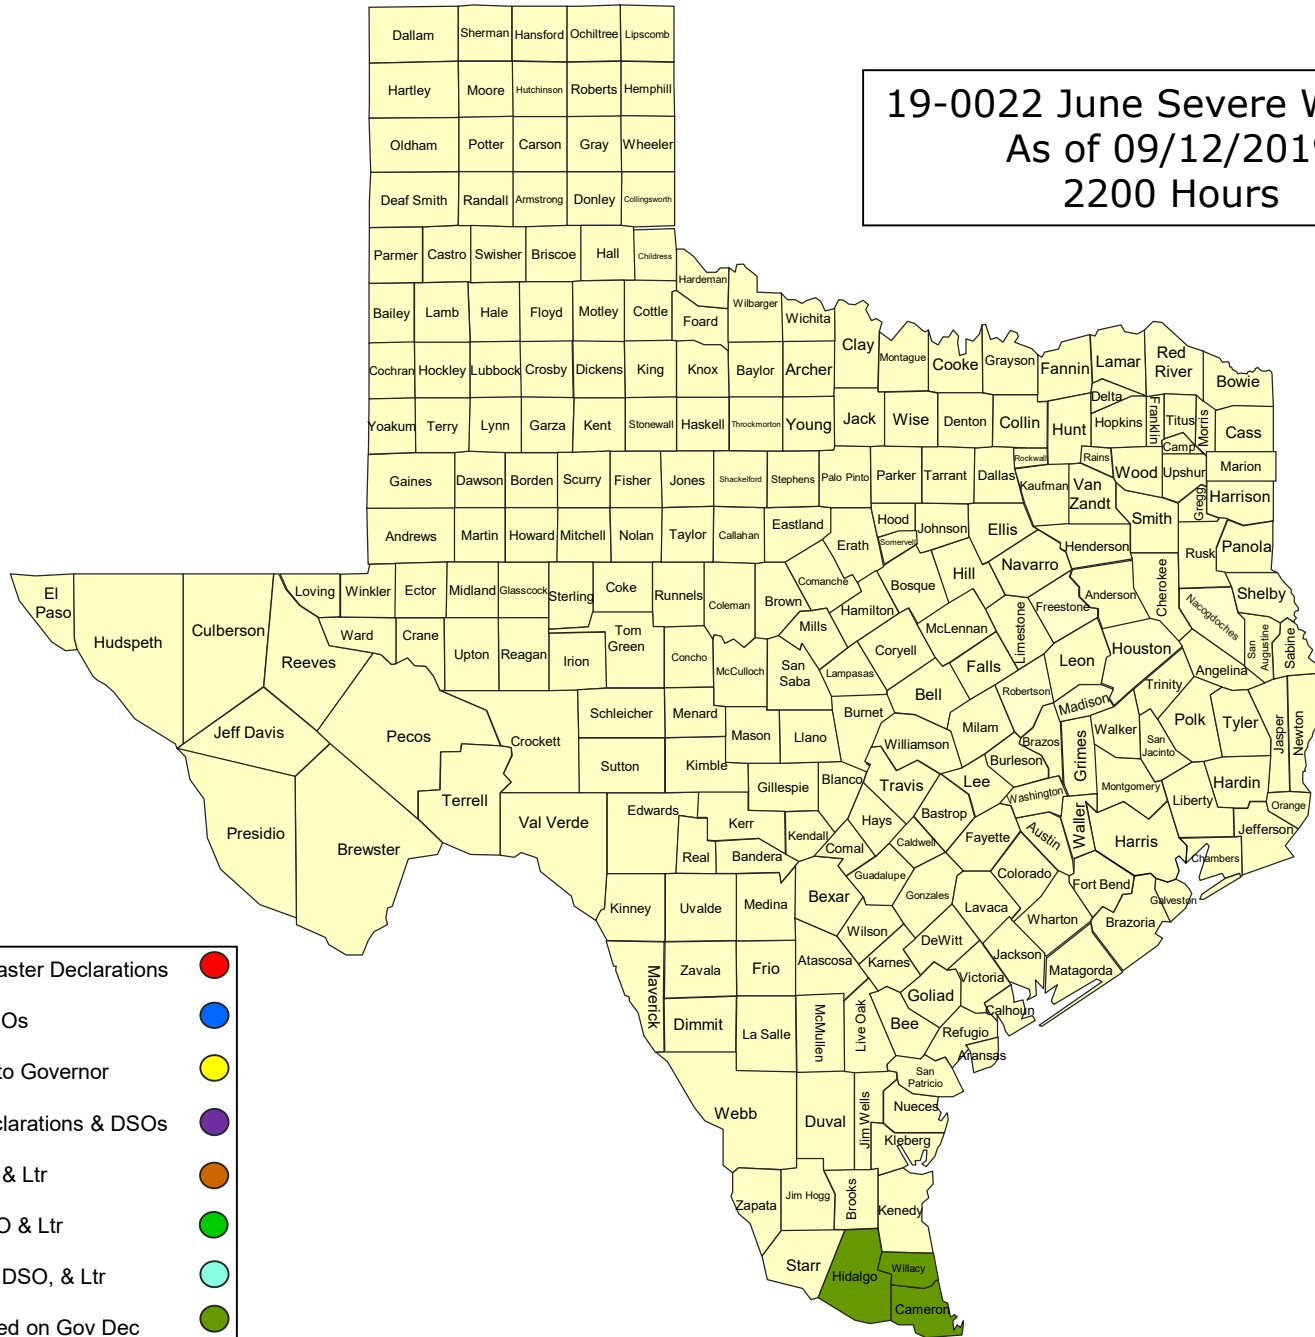 Dallam Sherman Hansford Ochiltree Lipscomb
Hartley Moore Hutchinson Roberts Hemphill
19-0022 June Severe
As of 09/12/201
2200 Hours
Oldham Potter Carson Gray Wheeler
Deaf Smith Randall Armstrong Donley Collingsworth
Parmer Castro Swisher Briscoe Hall Childress
Hardeman
Bailey Lamb Hale Floyd Motley Cottle Foard Wilbarger Wichita
Clay Montague Cooke Grayson Fannin Lamar Red
River
Bowie
Cochran Hockley Lubbock Crosby Dickens King Knox Baylor Archer
Delta
Yoakum Terry Lynn Garza Kent Stonewall Haskell Throckmorton Young Jack Wise Denton Collin Hunt Hopkins Franklin Titus Morris Cass
Camp
Gaines Dawson Borden Scurry Fisher Jones Shackelford Stephens Palo Pinto Parker Tarrant Dallas Rockwall Kaufman Rains Van
Zandt
Wood Upshur Marion
Gregg Harrison
Andrews Martin Howard Mitchell Nolan Taylor Callahan Eastland Erath Hood Somervell Johnson Ellis Henderson Smith Rusk Panola
El
Paso
Hudspeth Culberson Reeves Loving Winkler Ector Midland Glasscock Sterling Coke Runnels Coleman Brown Comanche Hamilton Bosque Hill Navarro Freestone Anderson Cherokee Nacogdoches Shelby
Ward Crane Upton Reagan Irion Tom
Green
Concho McCulloch San
Saba
Mills Lampasas Coryell McLennan Limestone Falls Leon Houston Angelina San
Augustine
Sabine
Jeff Davis Pecos Crockett Schleicher Menard Mason Llano Burnet Bell Milam Robertson Madison Trinity
Walker San
Jacinto
Polk Tyler Jasper Newton
Sutton Kimble Gillespie Blanco Williamson Burleson Brazos Grimes
Presidio Brewster Terrell Val Verde Edwards Kerr Kendall Travis Lee Washington Montgomery Liberty Hardin Orange
Real Bandera Comal Hays Caldwell Bastrop Fayette Austin Waller Harris Jefferson
Chambers
Kinney Uvalde Medina Bexar Guadalupe Gonzales Lavaca Colorado Fort Bend Galveston
Wharton Brazoria
Maverick Zavala Frio Atascosa Wilson Karnes DeWitt Jackson Matagorda
Victoria
Dimmit La Salle McMullen Live Oak Bee Goliad Calhoun
Refugio
Aransas
San
Patricio
Webb Duval Jim Wells Nueces
Kleberg
Zapata Jim Hogg Brooks Kenedy
Starr Hidalgo Willacy
Cameron
aster Declarations
Os
to Governor
clarations & DSOs
& Ltr
O & Ltr
DSO, & Ltr
ed on Gov Dec